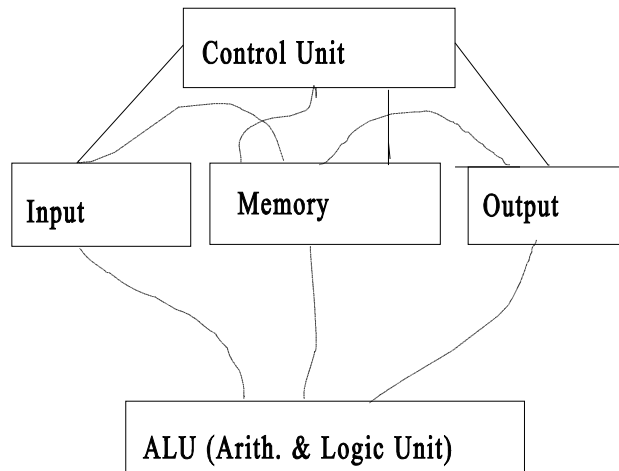 Control Unit
Input
Memory
Output
ALU (Arith. & Logic Unit)